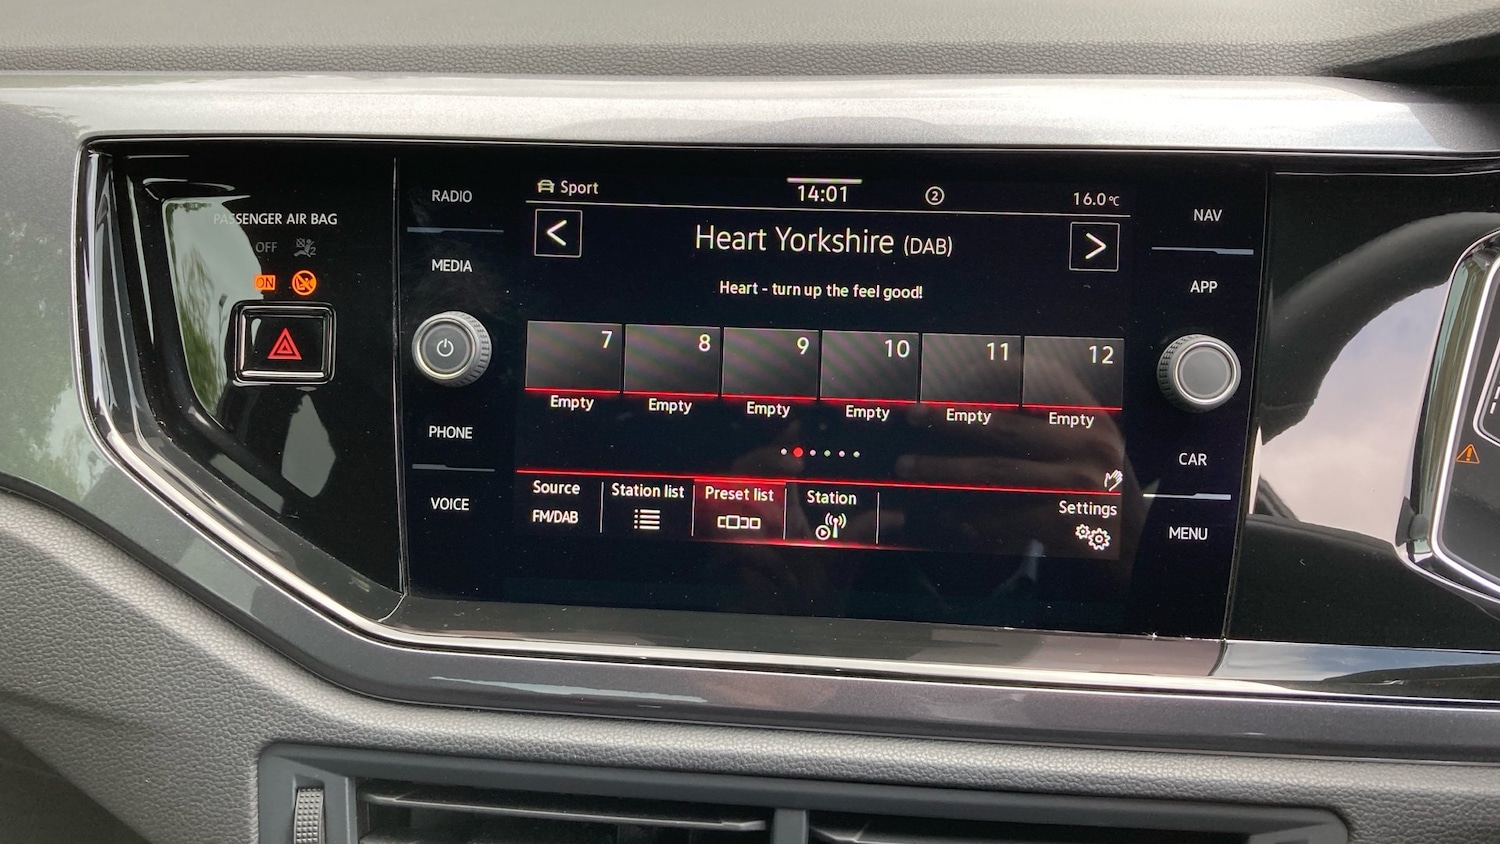 PASSENGER AIR BAG
OFF
2
ON
RADIO
MEDIA
PHONE
VOICE
Sport
14:01
2
16.0 °C
<
Heart Yorkshire (DAB)
>
Heart - turn up the feel good!
7 8 9 10 11 12
Empty Empty Empty Empty Empty Empty
Source Station list Preset list Station Settings
FM/DAB
NAV
APP
CAR
MENU